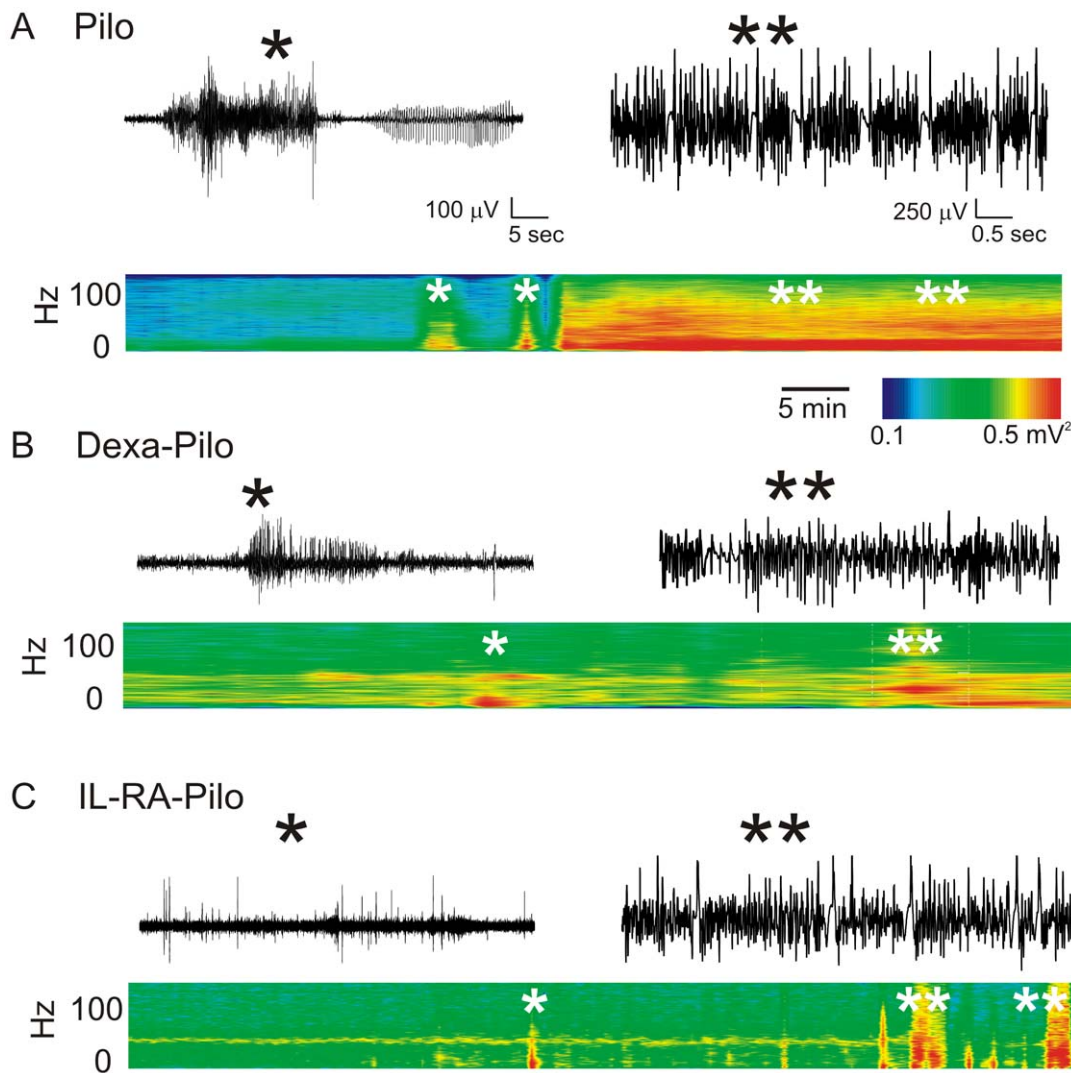 A Pilo
*
**
100 µV
5 sec
250 µV
0.5 sec
Hz
100
0
* * ** **
5 min
0.1 0.5 mV²
B Dexa-Pilo
*
**
Hz
100
0
* **
C IL-RA-Pilo
*
**
Hz
100
0
* ** **